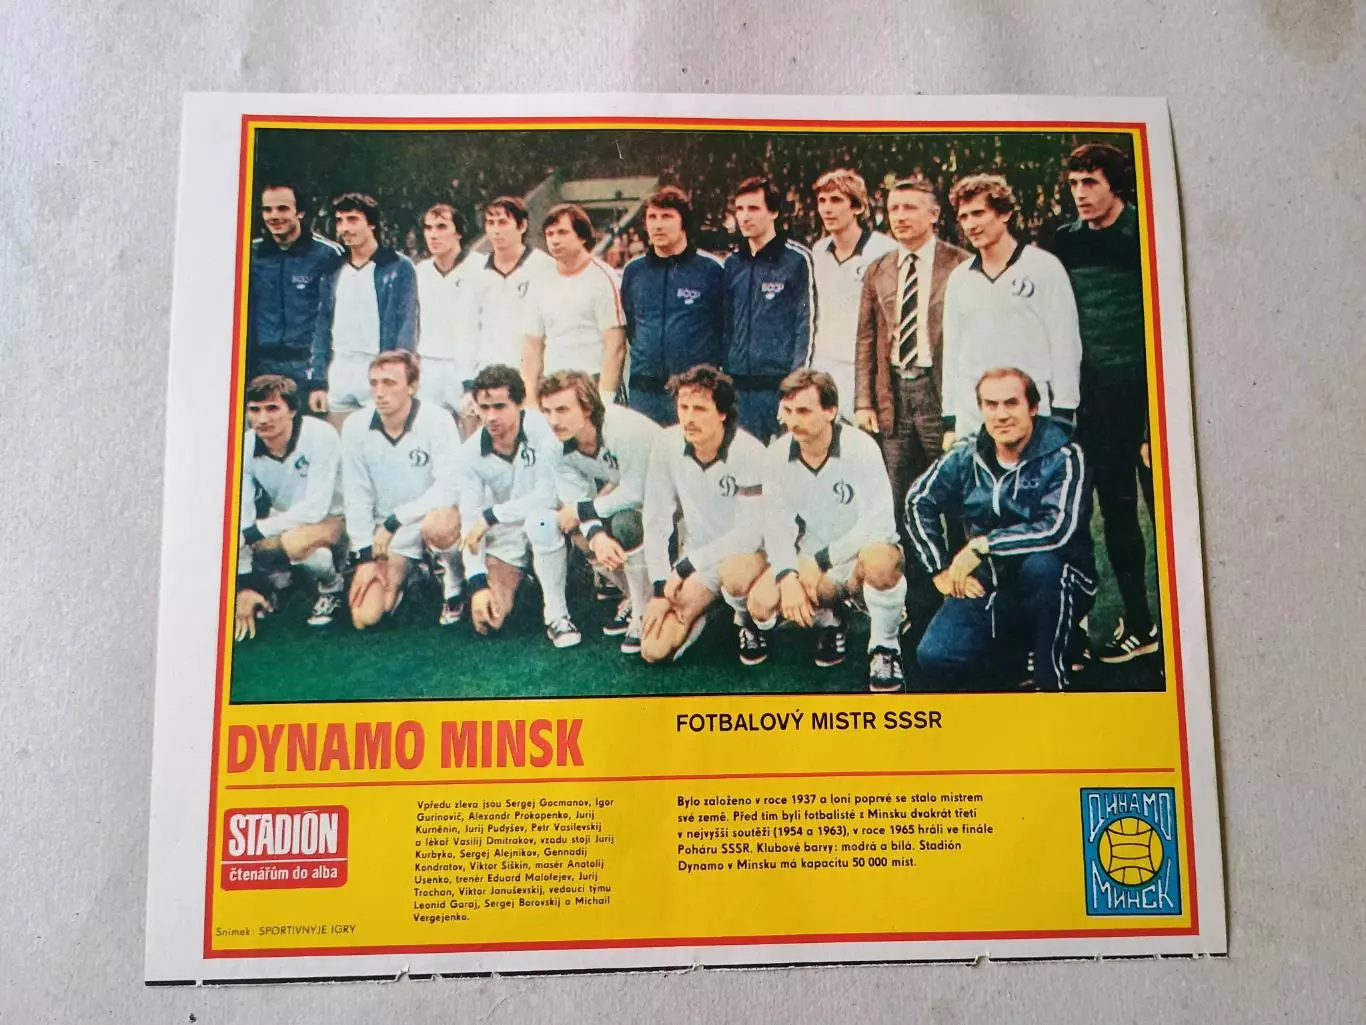 БССР
БССР
DYNAMO MINSK
FOTBALOVÝ MISTR SSSR
STADIÓN
čtenářům do alba
Snímek: SPORTIVNYJE IGRY
Vpředu zleva jsou Sergej Gocmanov, Igor
Gurinovič, Alexandr Prokopenko, Jurij
Kurněnin, Jurij Pudyšev, Petr Vasilevskij
a lékař Vasilij Dmitrakov, vzadu stojí Jurij
Kurbyko, Sergej Alejnikov, Gennadij
Kondratov, Viktor Šiškin, masér Anatolij
Usenko, trenér Eduard Malofejev, Jurij
Trochan, Viktor Januševskij, vedoucí týmu
Leonid Garaj, Sergej Borovskij a Michail
Vergejenko.
Bylo založeno v roce 1937 a loni poprvé se stalo mistrem
své země. Před tím byli fotbalisté z Minsku dvakrát třetí
v nejvyšší soutěži (1954 a 1963), v roce 1965 hráli ve finále
Poháru SSSR. Klubové barvy: modrá a bílá. Stadión
Dynamo v Minsku má kapacitu 50 000 míst.
ДИНАМО
МИНСК